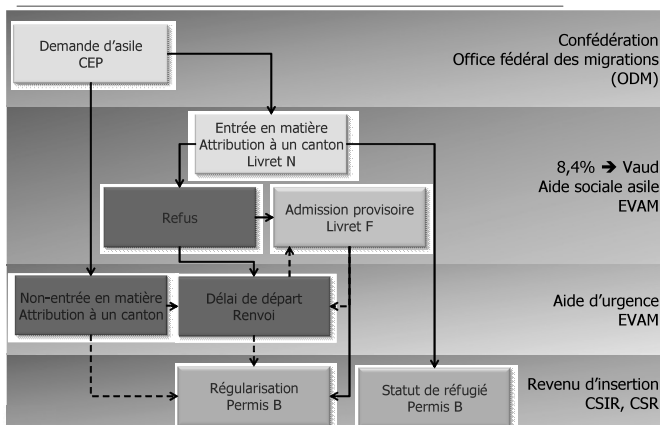 Demande d'asile
CEP
Confédération
Office fédéral des migrations
(ODM)
Entrée en matière
Attribution à un canton
Livret N
8,4% ➔ Vaud
Aide sociale asile
EVAM
Refus
Admission provisoire
Livret F
Non-entrée en matière
Attribution à un canton
Délai de départ
Renvoi
Aide d'urgence
EVAM
Régularisation
Permis B
Statut de réfugié
Permis B
Revenu d'insertion
CSIR, CSR